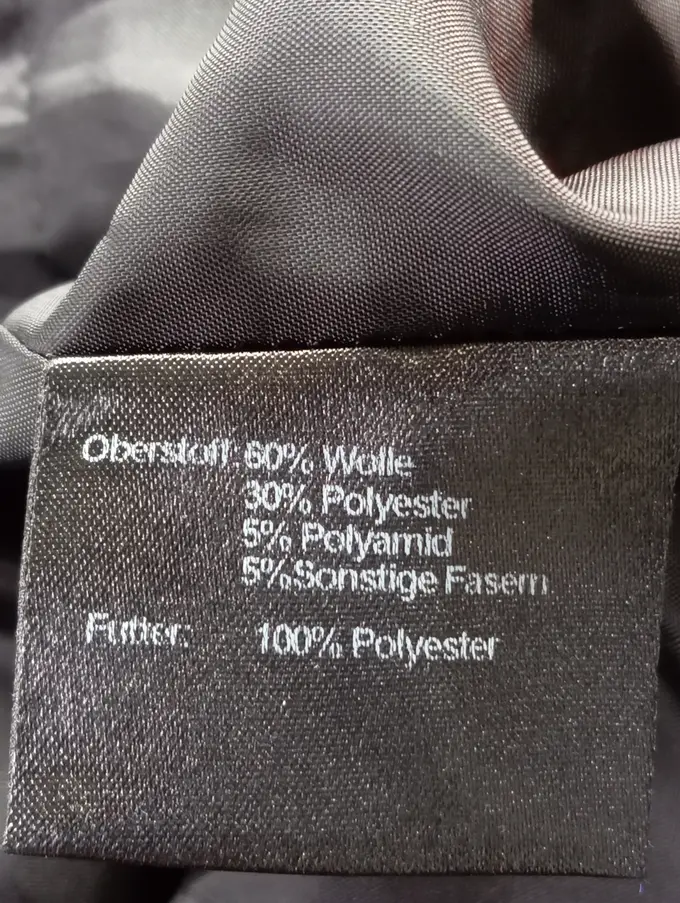 Oberstoff: 60% Wolle
30% Polyester
5% Polyamid
5%Sonstige Fasern
Futter: 100% Polyester